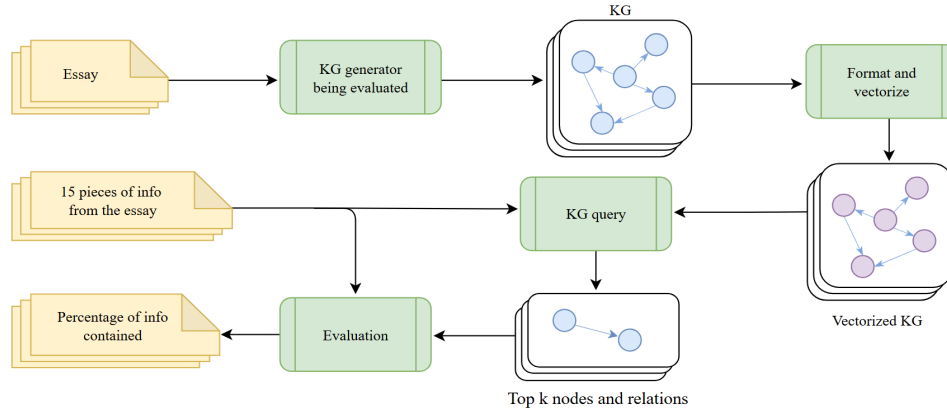 KG
Essay
KG generator
being evaluated
Format and
vectorize
15 pieces of info
from the essay
KG query
Vectorized KG
Percentage of info
contained
Evaluation
Top k nodes and relations